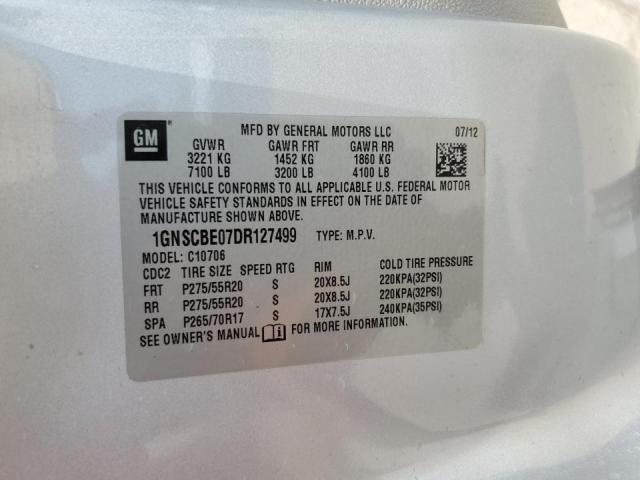 GM
MFD BY GENERAL MOTORS LLC 07/12
GVWR GAWR FRT GAWR RR
3221 KG 1452 KG 1860 KG
7100 LB 3200 LB 4100 LB
THIS VEHICLE CONFORMS TO ALL APPLICABLE U.S. FEDERAL MOTOR
VEHICLE SAFETY STANDARDS IN EFFECT ON THE DATE OF
MANUFACTURE SHOWN ABOVE.
1GNSCBE07DR127499 TYPE: M.P.V.
MODEL: C10706
CDC2 TIRE SIZE SPEED RTG RIM COLD TIRE PRESSURE
FRT P275/55R20 S 20X8.5J 220KPA(32PSI)
RR P275/55R20 S 20X8.5J 220KPA(32PSI)
SPA P265/70R17 S 17X7.5J 240KPA(35PSI)
SEE OWNER'S MANUAL FOR MORE INFORMATION.